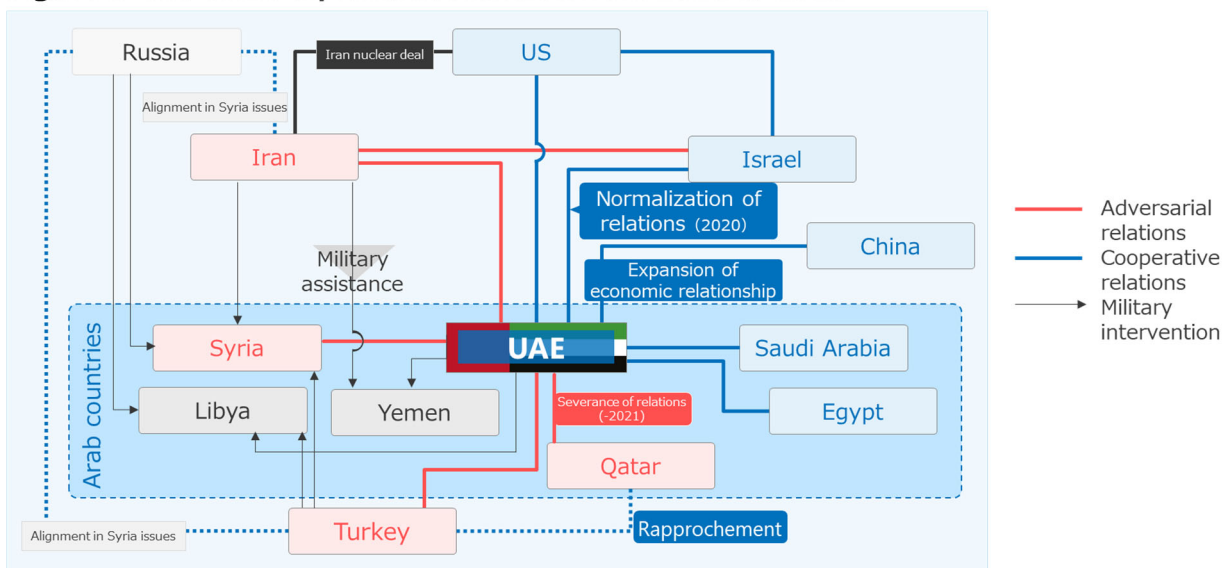 Russia
Iran nuclear deal
US
Alignment in Syria issues
Iran
Israel
Normalization of
relations (2020)
China
Expansion of
economic relationship
Military
assistance
Adversarial
relations
Cooperative
relations
Military
intervention
Arab countries
Syria
UAE
Saudi Arabia
Libya
Yemen
Severance of relations
(-2021)
Egypt
Qatar
Alignment in Syria issues
Turkey
Rapprochement